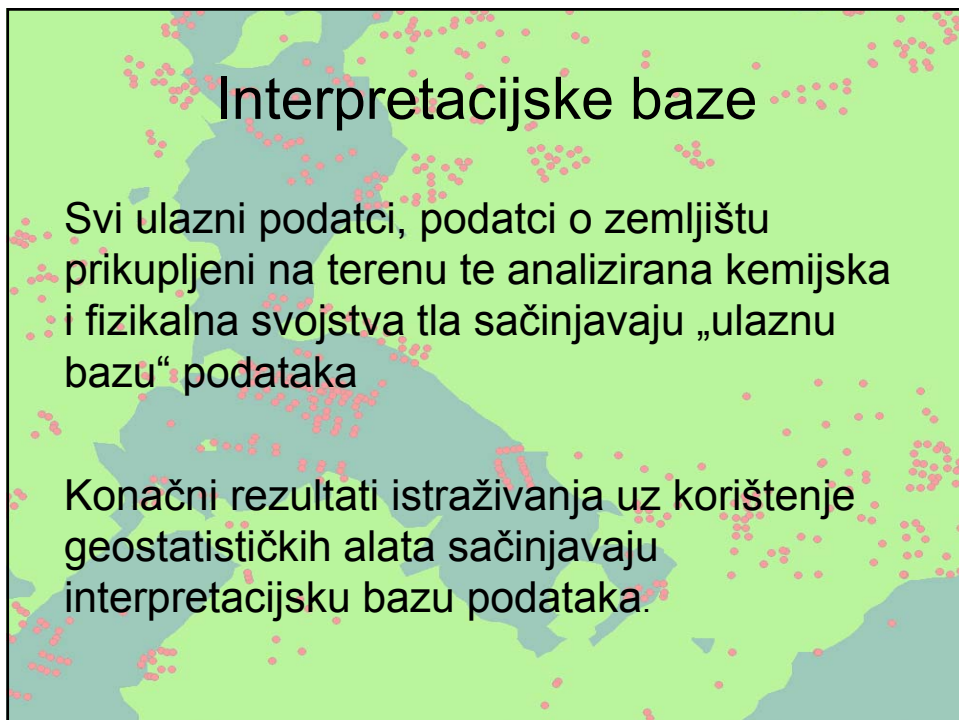 Interpretacijske baze
Svi ulazni podatci, podatci o zemljištu
prikupljeni na terenu te analizirana kemijska
i fizikalna svojstva tla sačinjavaju „ulaznu
bazu“ podataka
Konačni rezultati istraživanja uz korištenje
geostatističkih alata sačinjavaju
interpretacijsku bazu podataka.